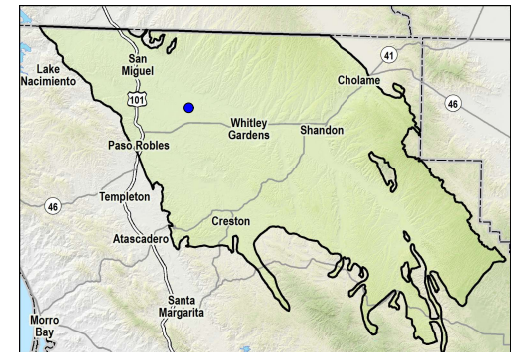 San
Miguel
Lake
Nacimiento
41
Cholame
101
46
Whitley
Gardens
Shandon
Paso Robles
Templeton
46
Creston
Atascadero
Santa
Margarita
Morro
Bay